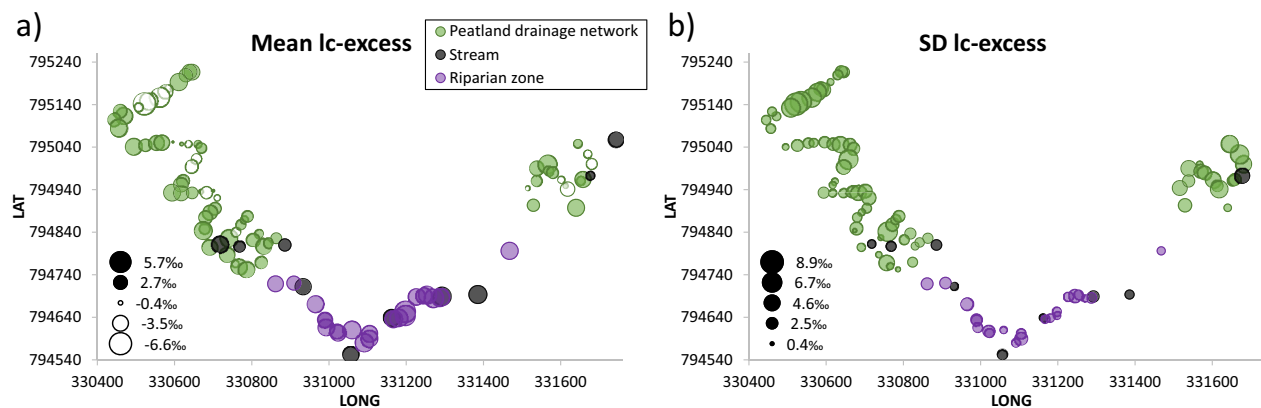 a)
Mean lc-excess
Peatland drainage network
Stream
Riparian zone
795240
795140
795040
794940
794840
794740
794640
794540
LAT
5.7‰
2.7‰
-0.4‰
-3.5‰
-6.6‰
330400 330600 330800 331000 331200 331400 331600
LONG
b)
SD lc-excess
795240
795140
795040
794940
794840
794740
794640
794540
LAT
8.9‰
6.7‰
4.6‰
2.5‰
0.4‰
330400 330600 330800 331000 331200 331400 331600
LONG